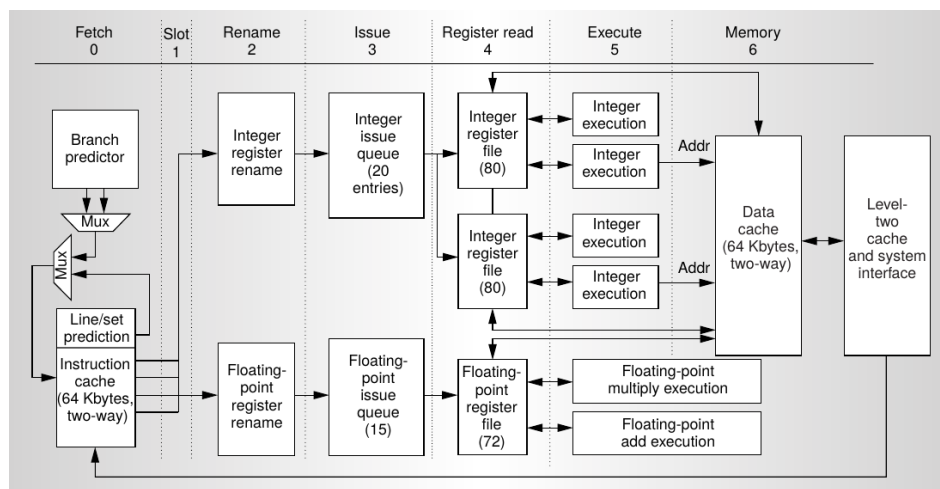 Fetch
0
Slot
1
Rename
2
Issue
3
Register read
4
Execute
5
Memory
6
Branch
predictor
Mux
Mux
Line/set
prediction
Instruction
cache
(64 Kbytes,
two-way)
Integer
register
rename
Integer
issue
queue
(20
entries)
Integer
register
file
(80)
Integer
execution
Integer
execution
Addr
Integer
register
file
(80)
Integer
execution
Integer
execution
Addr
Data
cache
(64 Kbytes,
two-way)
Level-
two
cache
and system
interface
Floating-
point
register
rename
Floating-
point
issue
queue
(15)
Floating-
point
register
file
(72)
Floating-point
multiply execution
Floating-point
add execution